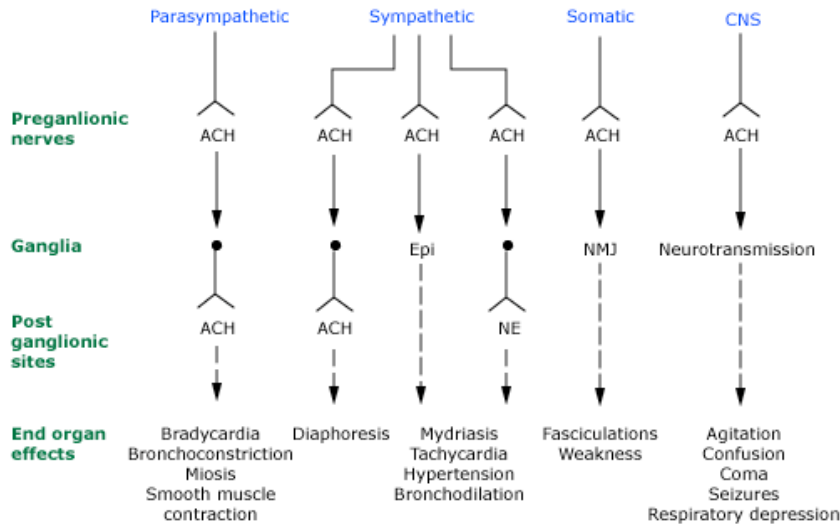 Parasympathetic Sympathetic Somatic CNS
Preganlionic
nerves
ACH ACH ACH ACH ACH ACH
Ganglia
Epi NMJ Neurotransmission
Post
ganglionic
sites
ACH ACH NE
End organ
effects
Bradycardia
Bronchoconstriction
Miosis
Smooth muscle
contraction
Diaphoresis
Mydriasis
Tachycardia
Hypertension
Bronchodilation
Fasciculations
Weakness
Agitation
Confusion
Coma
Seizures
Respiratory depression